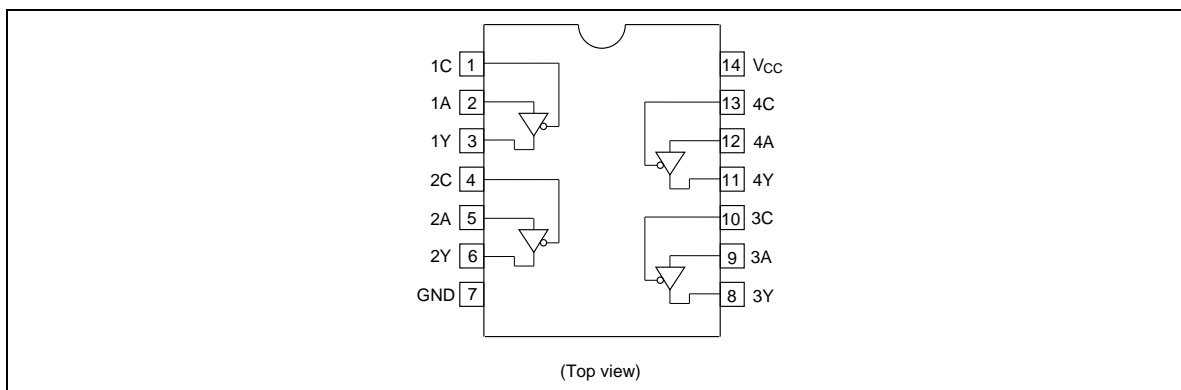 1C 1 14 VCC
1A 2 13 4C
1Y 3 12 4A
2C 4 11 4Y
2A 5 10 3C
2Y 6 9 3A
GND 7 8 3Y
(Top view)